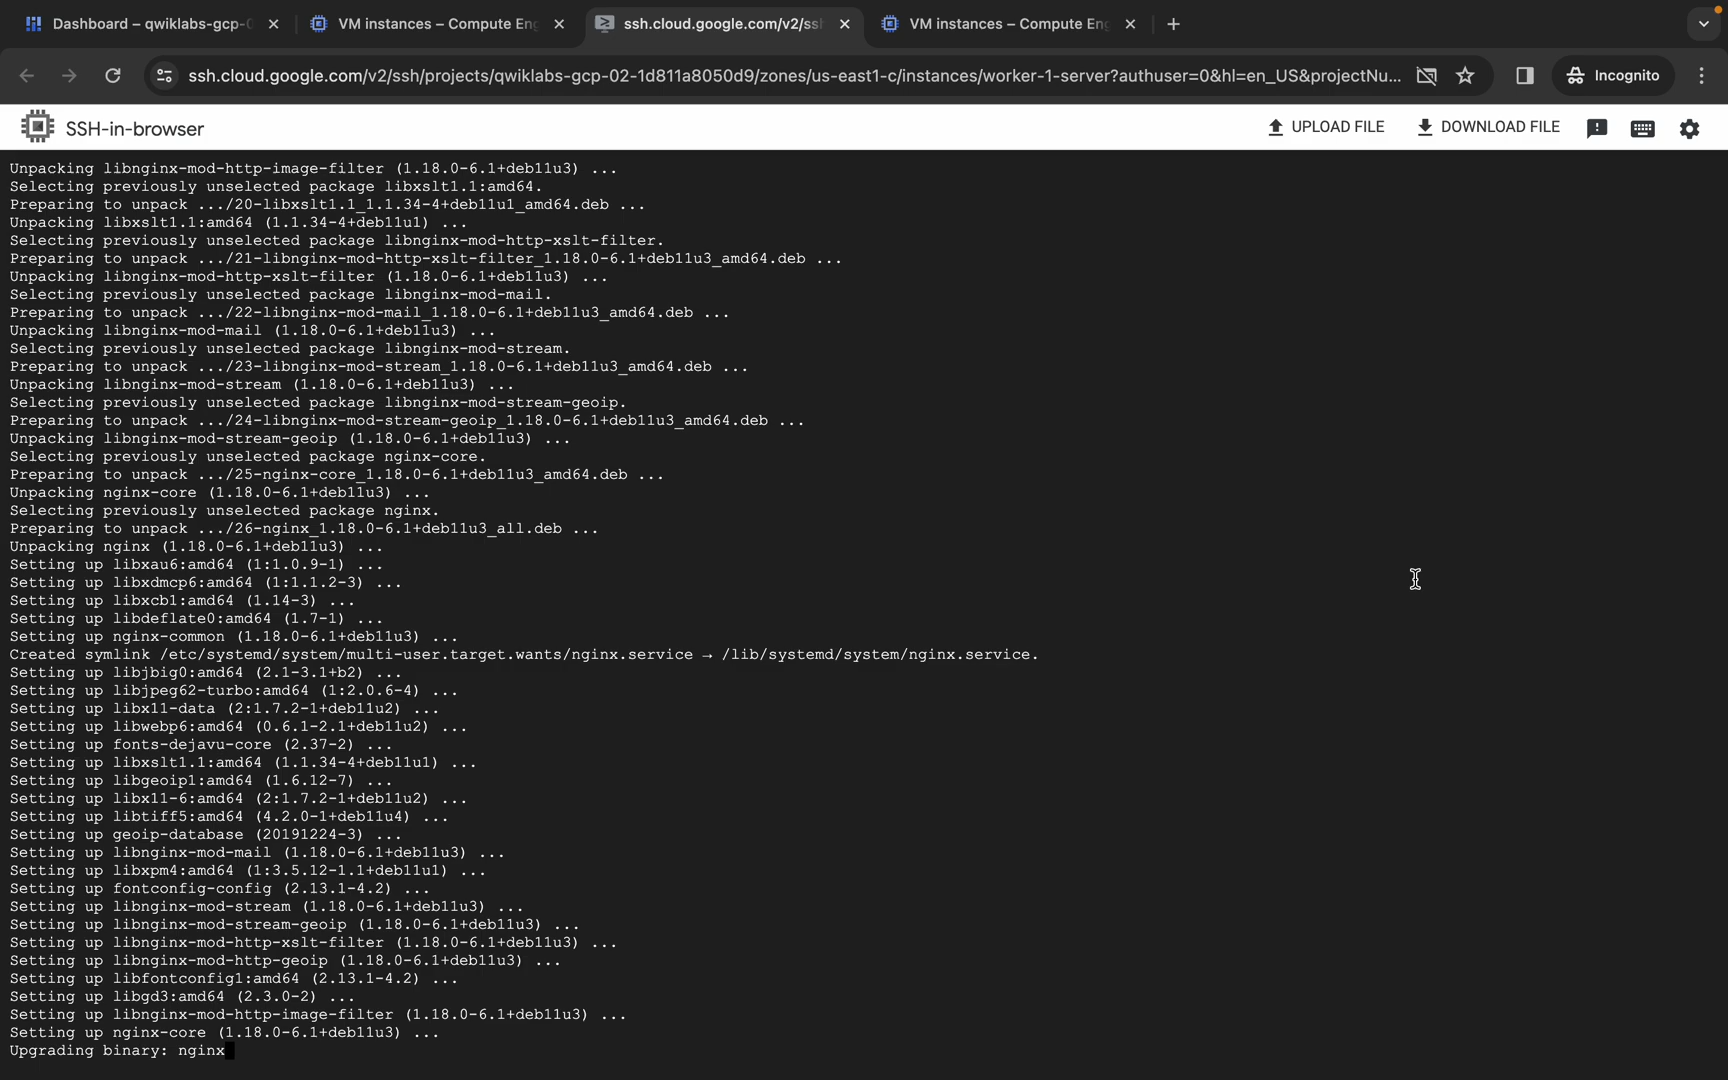 Dashboard – qwiklabs-gcp-0
VM instances – Compute Eng
ssh.cloud.google.com/v2/ssh
VM instances – Compute Eng
ssh.cloud.google.com/v2/ssh/projects/qwiklabs-gcp-02-1d811a8050d9/zones/us-east1-c/instances/worker-1-server?authuser=0&hl=en_US&projectNu...
Incognito
SSH-in-browser
UPLOAD FILE
DOWNLOAD FILE
Unpacking libnginx-mod-http-image-filter (1.18.0-6.1+deb11u3) ...
Selecting previously unselected package libxslt1.1:amd64.
Preparing to unpack .../20-libxslt1.1_1.1.34-4+deb11u1_amd64.deb ...
Unpacking libxslt1.1:amd64 (1.1.34-4+deb11u1) ...
Selecting previously unselected package libnginx-mod-http-xslt-filter.
Preparing to unpack .../21-libnginx-mod-http-xslt-filter_1.18.0-6.1+deb11u3_amd64.deb ...
Unpacking libnginx-mod-http-xslt-filter (1.18.0-6.1+deb11u3) ...
Selecting previously unselected package libnginx-mod-mail.
Preparing to unpack .../22-libnginx-mod-mail_1.18.0-6.1+deb11u3_amd64.deb ...
Unpacking libnginx-mod-mail (1.18.0-6.1+deb11u3) ...
Selecting previously unselected package libnginx-mod-stream.
Preparing to unpack .../23-libnginx-mod-stream_1.18.0-6.1+deb11u3_amd64.deb ...
Unpacking libnginx-mod-stream (1.18.0-6.1+deb11u3) ...
Selecting previously unselected package libnginx-mod-stream-geoip.
Preparing to unpack .../24-libnginx-mod-stream-geoip_1.18.0-6.1+deb11u3_amd64.deb ...
Unpacking libnginx-mod-stream-geoip (1.18.0-6.1+deb11u3) ...
Selecting previously unselected package nginx-core.
Preparing to unpack .../25-nginx-core_1.18.0-6.1+deb11u3_amd64.deb ...
Unpacking nginx-core (1.18.0-6.1+deb11u3) ...
Selecting previously unselected package nginx.
Preparing to unpack .../26-nginx_1.18.0-6.1+deb11u3_all.deb ...
Unpacking nginx (1.18.0-6.1+deb11u3) ...
Setting up libxau6:amd64 (1:1.0.9-1) ...
Setting up libxdmcp6:amd64 (1:1.1.2-3) ...
Setting up libxcb1:amd64 (1.14-3) ...
Setting up libdeflate0:amd64 (1.7-1) ...
Setting up nginx-common (1.18.0-6.1+deb11u3) ...
Created symlink /etc/systemd/system/multi-user.target.wants/nginx.service → /lib/systemd/system/nginx.service.
Setting up libjbig0:amd64 (2.1-3.1+b2) ...
Setting up libjpeg62-turbo:amd64 (1:2.0.6-4) ...
Setting up libx11-data (2:1.7.2-1+deb11u2) ...
Setting up libwebp6:amd64 (0.6.1-2.1+deb11u2) ...
Setting up fonts-dejavu-core (2.37-2) ...
Setting up libxslt1.1:amd64 (1.1.34-4+deb11u1) ...
Setting up libgeoip1:amd64 (1.6.12-7) ...
Setting up libx11-6:amd64 (2:1.7.2-1+deb11u2) ...
Setting up libtiff5:amd64 (4.2.0-1+deb11u4) ...
Setting up geoip-database (20191224-3) ...
Setting up libnginx-mod-mail (1.18.0-6.1+deb11u3) ...
Setting up libxpm4:amd64 (1:3.5.12-1.1+deb11u1) ...
Setting up fontconfig-config (2.13.1-4.2) ...
Setting up libnginx-mod-stream (1.18.0-6.1+deb11u3) ...
Setting up libnginx-mod-stream-geoip (1.18.0-6.1+deb11u3) ...
Setting up libnginx-mod-http-xslt-filter (1.18.0-6.1+deb11u3) ...
Setting up libnginx-mod-http-geoip (1.18.0-6.1+deb11u3) ...
Setting up libfontconfig1:amd64 (2.13.1-4.2) ...
Setting up libgd3:amd64 (2.3.0-2) ...
Setting up libnginx-mod-http-image-filter (1.18.0-6.1+deb11u3) ...
Setting up nginx-core (1.18.0-6.1+deb11u3) ...
Upgrading binary: nginx